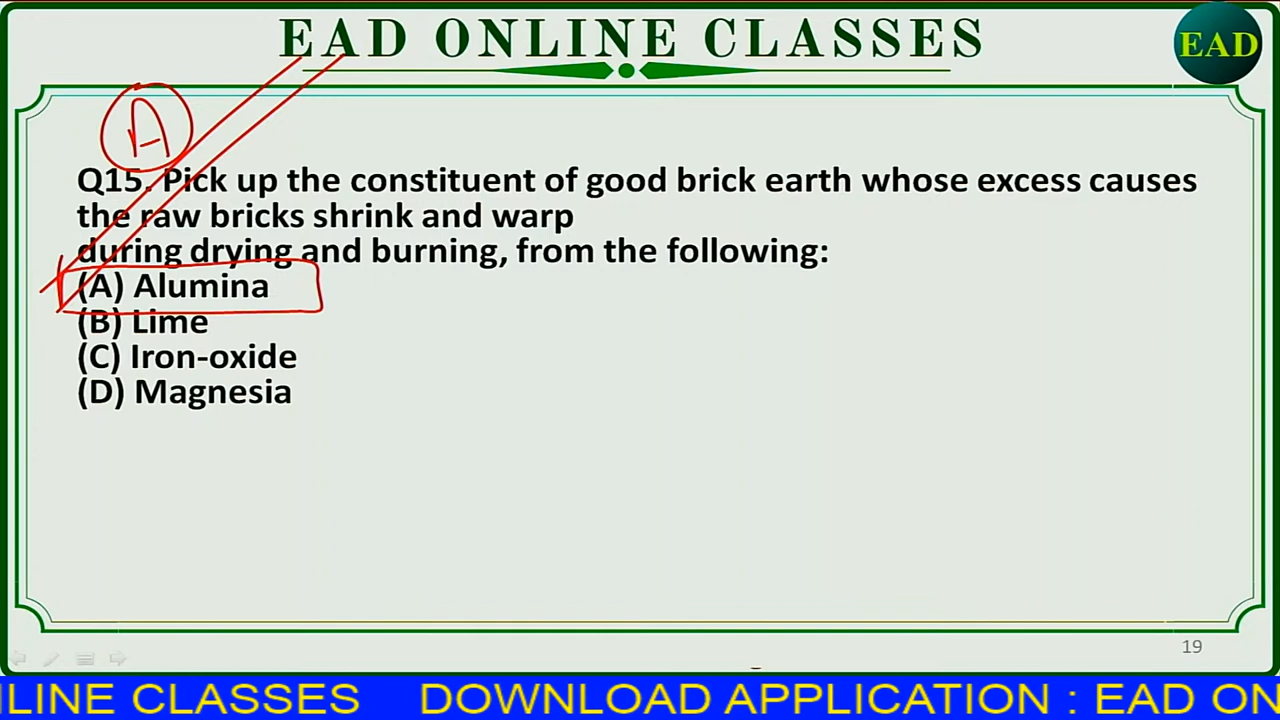 EAD ONLINE CLASSES
EAD
A
Q15. Pick up the constituent of good brick earth whose excess causes
the raw bricks shrink and warp
during drying and burning, from the following:
(A) Alumina
(B) Lime
(C) Iron-oxide
(D) Magnesia
19
NLINE CLASSES DOWNLOAD APPLICATION : EAD ON